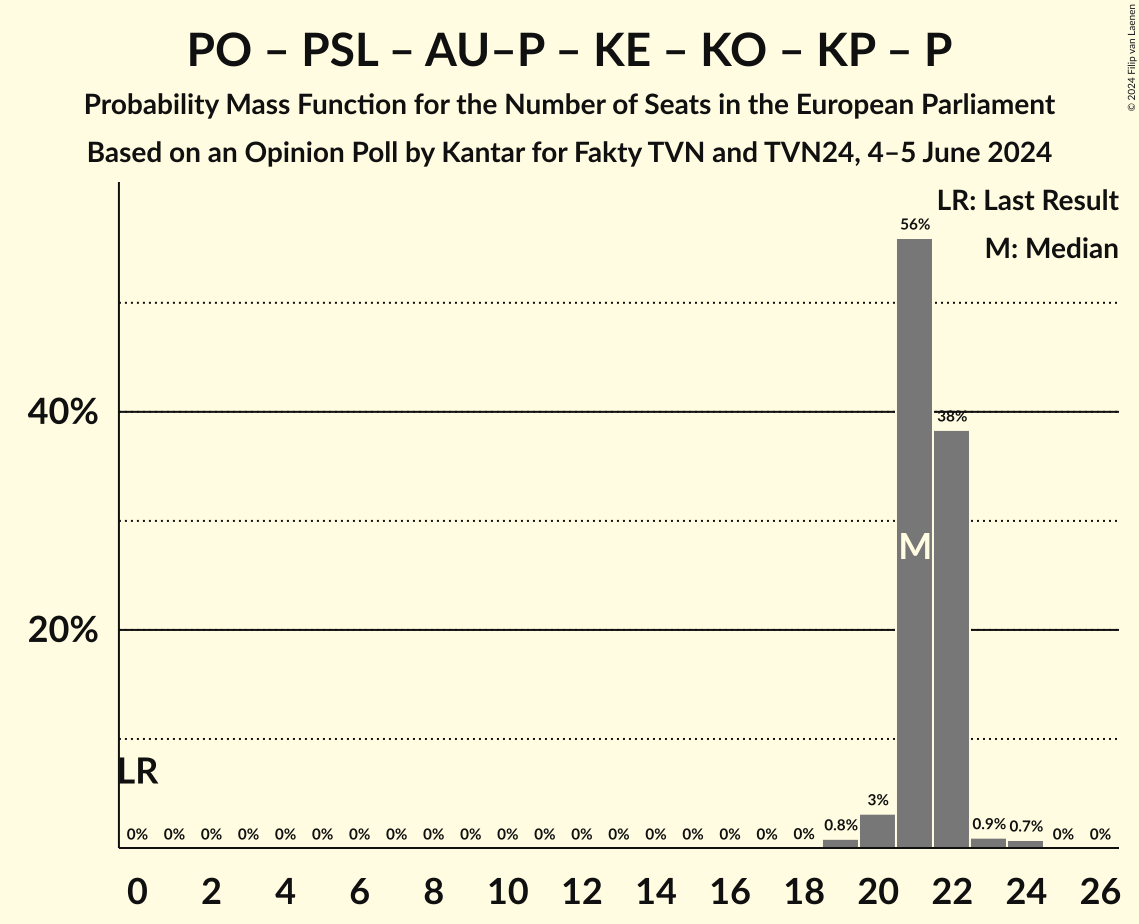 PO – PSL – AU–P – KE – KO – KP – P
Probability Mass Function for the Number of Seats in the European Parliament
Based on an Opinion Poll by Kantar for Fakty TVN and TVN24, 4–5 June 2024
© 2024 Filip van Laenen
LR: Last Result
M: Median
56%
40%
38%
M
20%
LR
0% 0% 0% 0% 0% 0% 0% 0% 0% 0% 0% 0% 0% 0% 0% 0% 0% 0% 0% 0.8% 3% 0.9% 0.7% 0% 0%
0 2 4 6 8 10 12 14 16 18 20 22 24 26